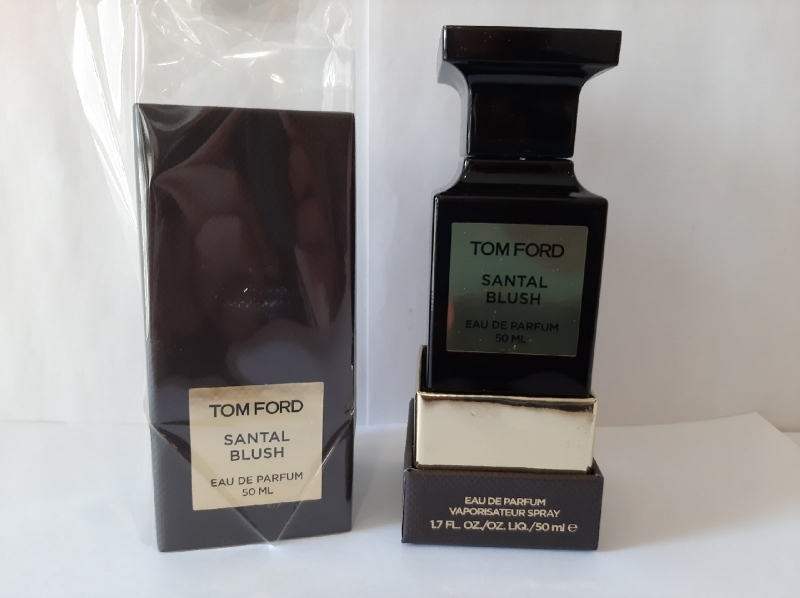 TOM FORD
SANTAL
BLUSH
EAU DE PARFUM
50 ML
TOM FORD
SANTAL
BLUSH
EAU DE PARFUM
50 ML
EAU DE PARFUM
VAPORISATEUR SPRAY
1.7 FL. OZ./OZ. LIQ./50 ml ℮